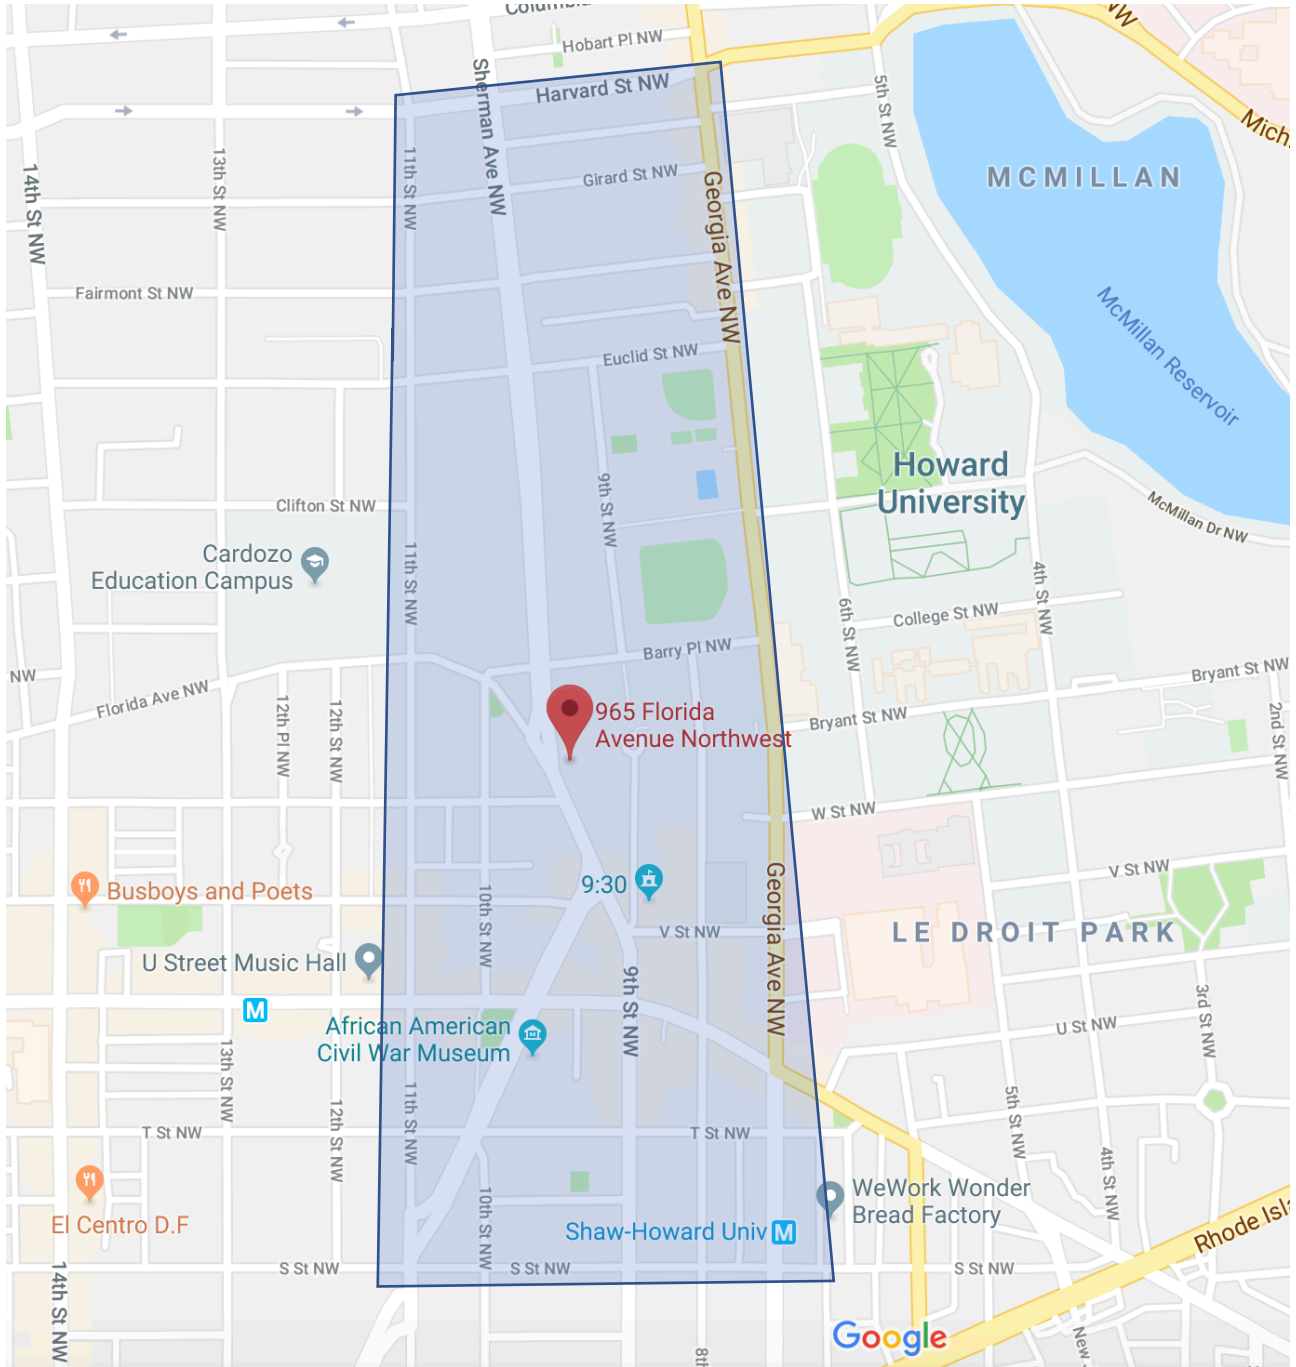 Hobart Pl NW
Harvard St NW
Sherman Ave NW
5th St NW
14th St NW
13th St NW
11th St NW
Girard St NW
Georgia Ave NW
MCMILLAN
Fairmont St NW
McMillan Reservoir
Euclid St NW
Howard
University
9th St NW
Clifton St NW
McMillan Dr NW
Cardozo
Education Campus
11th St NW
4th St NW
College St NW
6th St NW
Barry Pl NW
NW
Florida Ave NW
Bryant St NW
12th Pl NW
12th St NW
965 Florida
Avenue Northwest
Bryant St NW
2nd St NW
W St NW
Busboys and Poets
9:30
Georgia Ave NW
V St NW
10th St NW
V St NW
LE DROIT PARK
U Street Music Hall
M
9th St NW
African American
Civil War Museum
3rd St NW
U St NW
13th St NW
12th St NW
11th St NW
T St NW
T St NW
5th St NW
4th St NW
El Centro D.F
10th St NW
Shaw-Howard Univ M
WeWork Wonder
Bread Factory
S St NW
S St NW
S St NW
14th St NW
Google